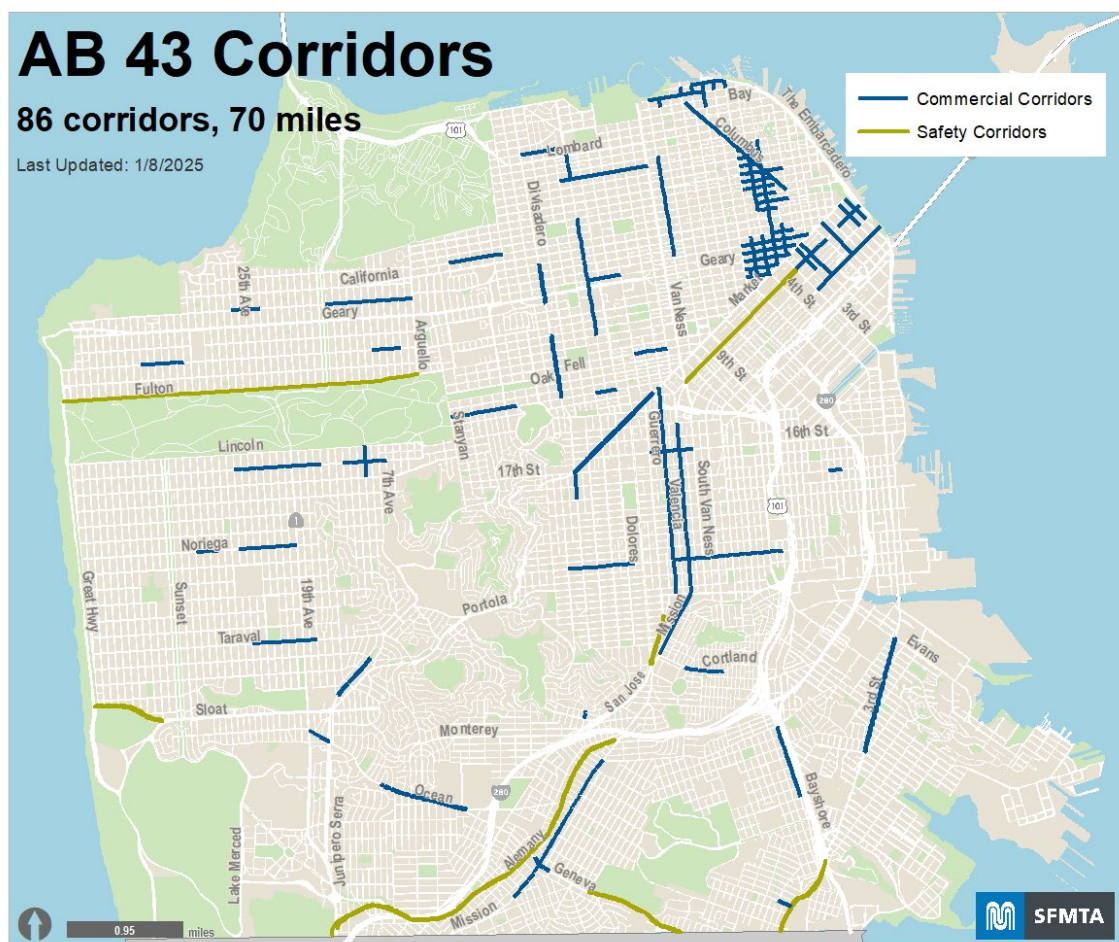 AB 43 Corridors
86 corridors, 70 miles
Last Updated: 1/8/2025
Commercial Corridors
Safety Corridors
101
Bay
The Embarcadero
Columbus
Lombard
Divisadero
Geary
Van Ness
Market
4th St
3rd St
25th Ave
California
Geary
Arguello
9th St
Fulton
Oak
Fell
280
Stanyan
Guerrero
16th St
Lincoln
17th St
7th Ave
Valencia
South Van Ness
101
1
Dolores
Noriega
Great Hwy
Sunset
19th Ave
Portola
Mission
Taraval
Evans
Cortland
San Jose
3rd St
Sloat
Monterey
Bayshore
Ocean
280
Junipero Serra
Lake Merced
Alemany
Geneva
Mission
0.95
miles
SFMTA